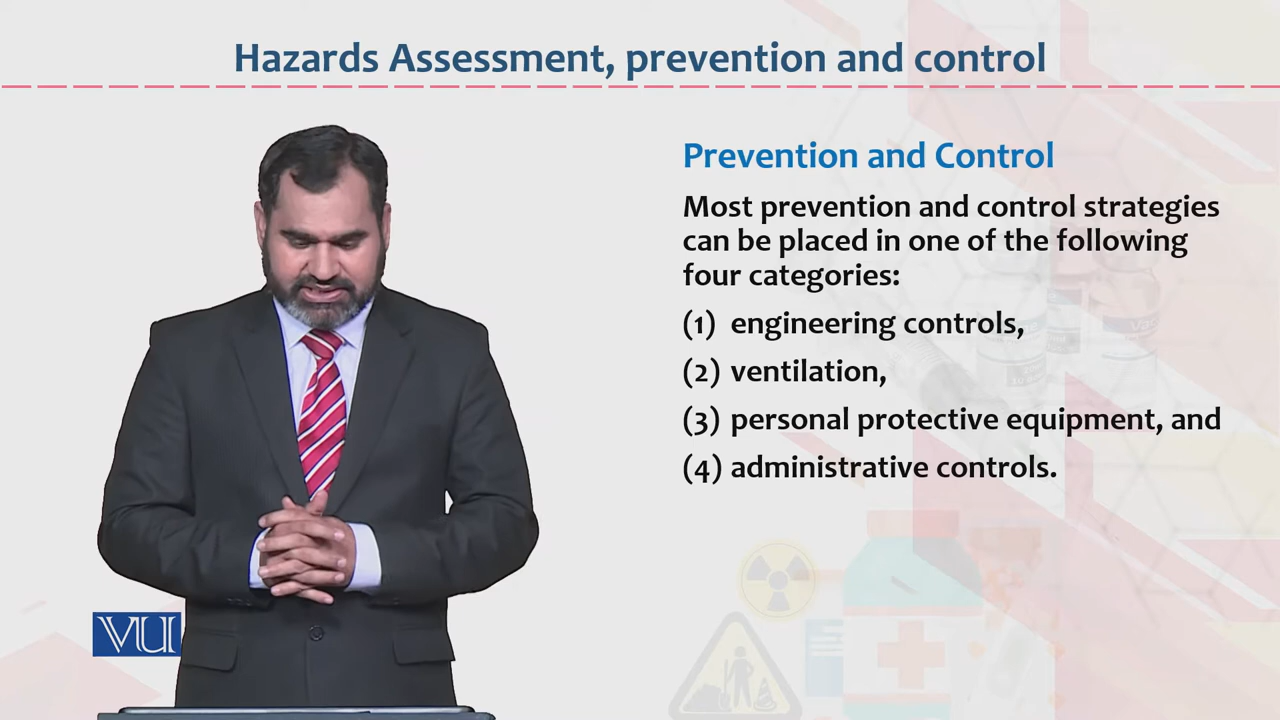 Hazards Assessment, prevention and control
Prevention and Control
Most prevention and control strategies
can be placed in one of the following
four categories:
(1) engineering controls,
(2) ventilation,
(3) personal protective equipment, and
(4) administrative controls.
VU